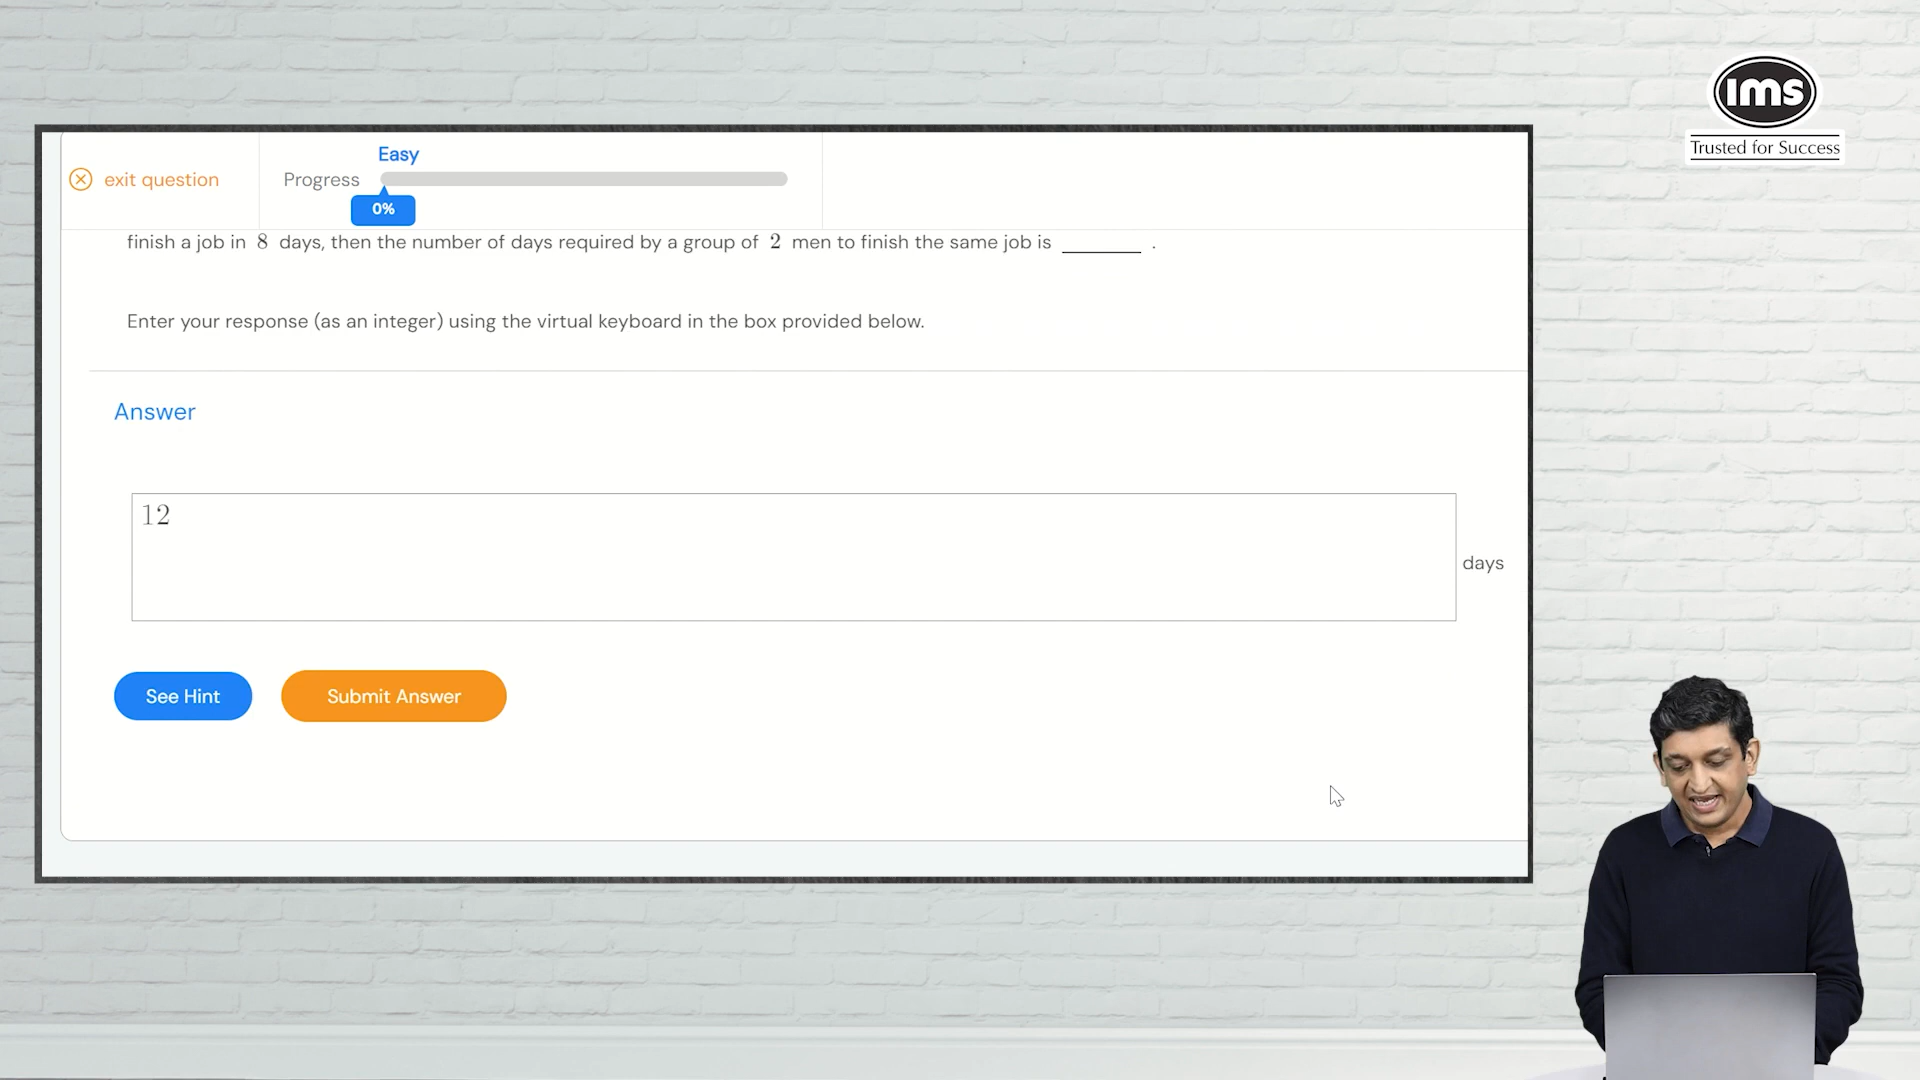 ims
Trusted for Success
Easy
exit question
Progress
0%
finish a job in 8 days, then the number of days required by a group of 2 men to finish the same job is ________ .
Enter your response (as an integer) using the virtual keyboard in the box provided below.
Answer
12
days
See Hint
Submit Answer